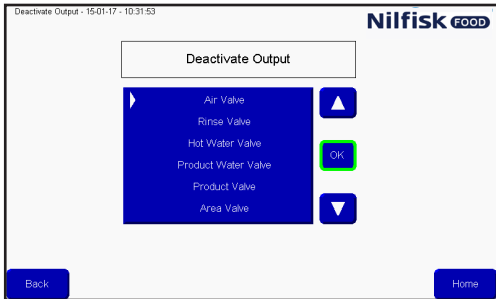 Deactivate Output - 15-01-17 - 10:31:53
Nilfisk FOOD
Deactivate Output
Air Valve
Rinse Valve
Hot Water Valve
OK
Product Water Valve
Product Valve
Area Valve
Back
Home